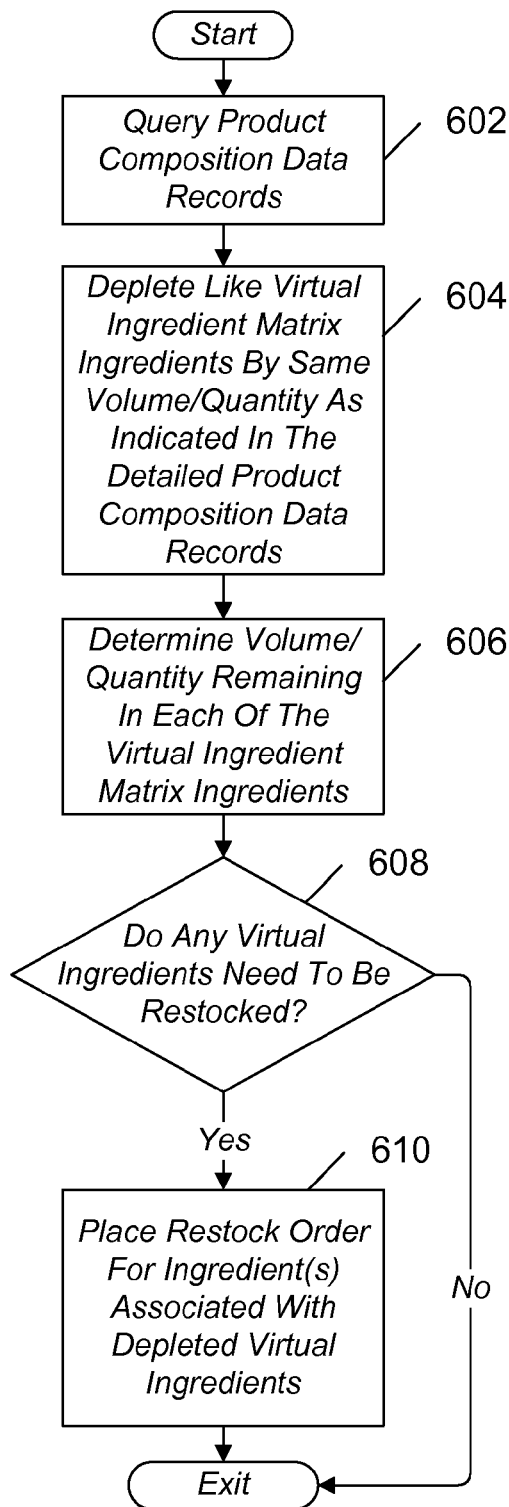 Start
Query Product
Composition Data
Records
602
Deplete Like Virtual
Ingredient Matrix
Ingredients By Same
Volume/Quantity As
Indicated In The
Detailed Product
Composition Data
Records
604
Determine Volume/
Quantity Remaining
In Each Of The
Virtual Ingredient
Matrix Ingredients
606
608
Do Any Virtual
Ingredients Need To Be
Restocked?
Yes
610
Place Restock Order
For Ingredient(s)
Associated With
Depleted Virtual
Ingredients
No
Exit